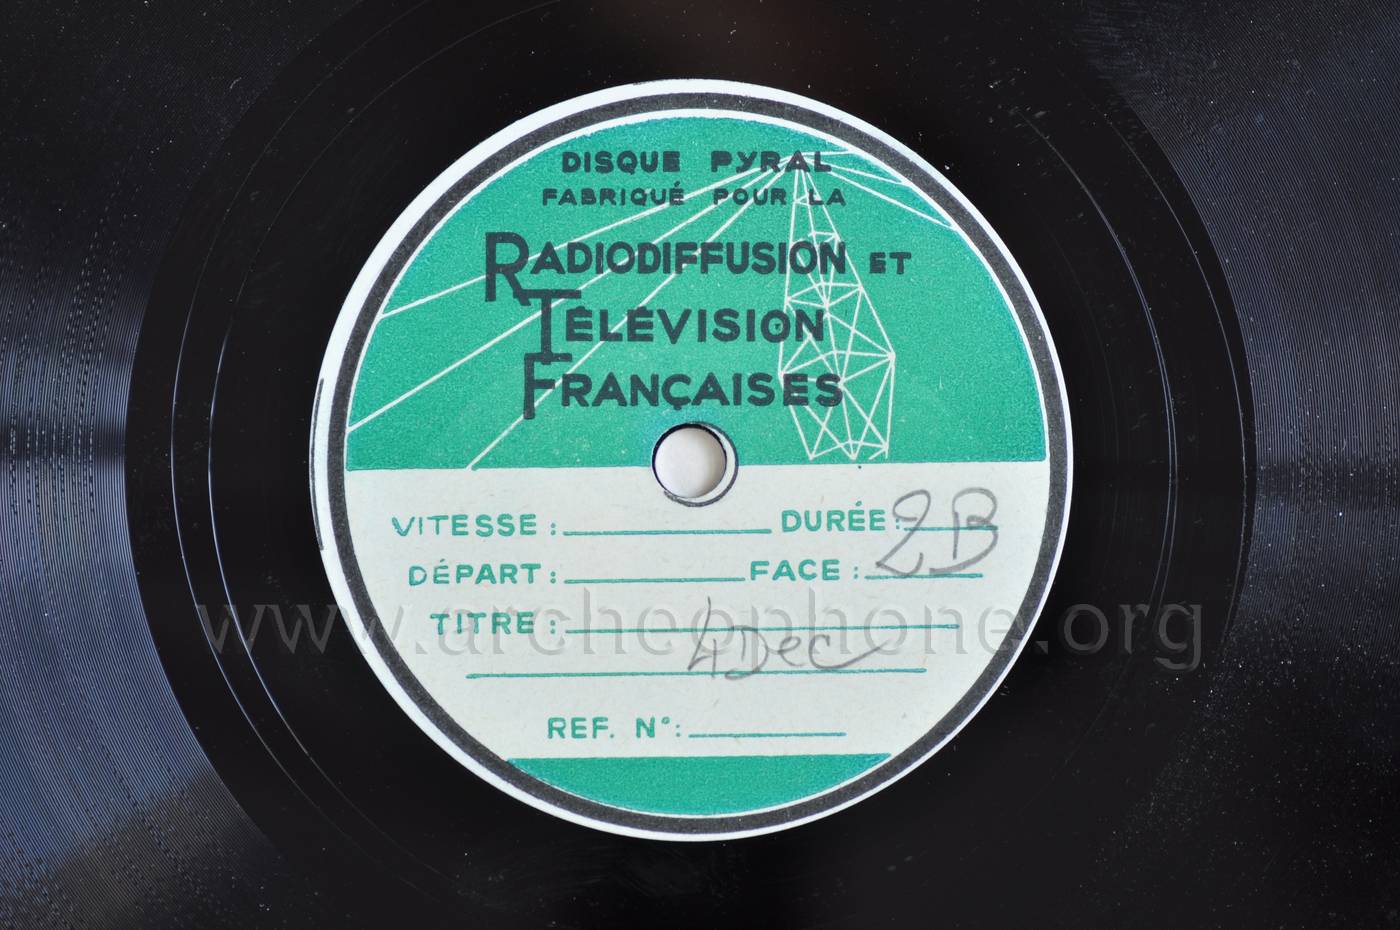 DISQUE PYRAL
FABRIQUÉ POUR LA
RADIODIFFUSION ET
TÉLÉVISION
FRANÇAISES
VITESSE : DURÉE :
2B
DÉPART : FACE :
www.archeophone.org
TITRE :
4 Dec
REF. N° :